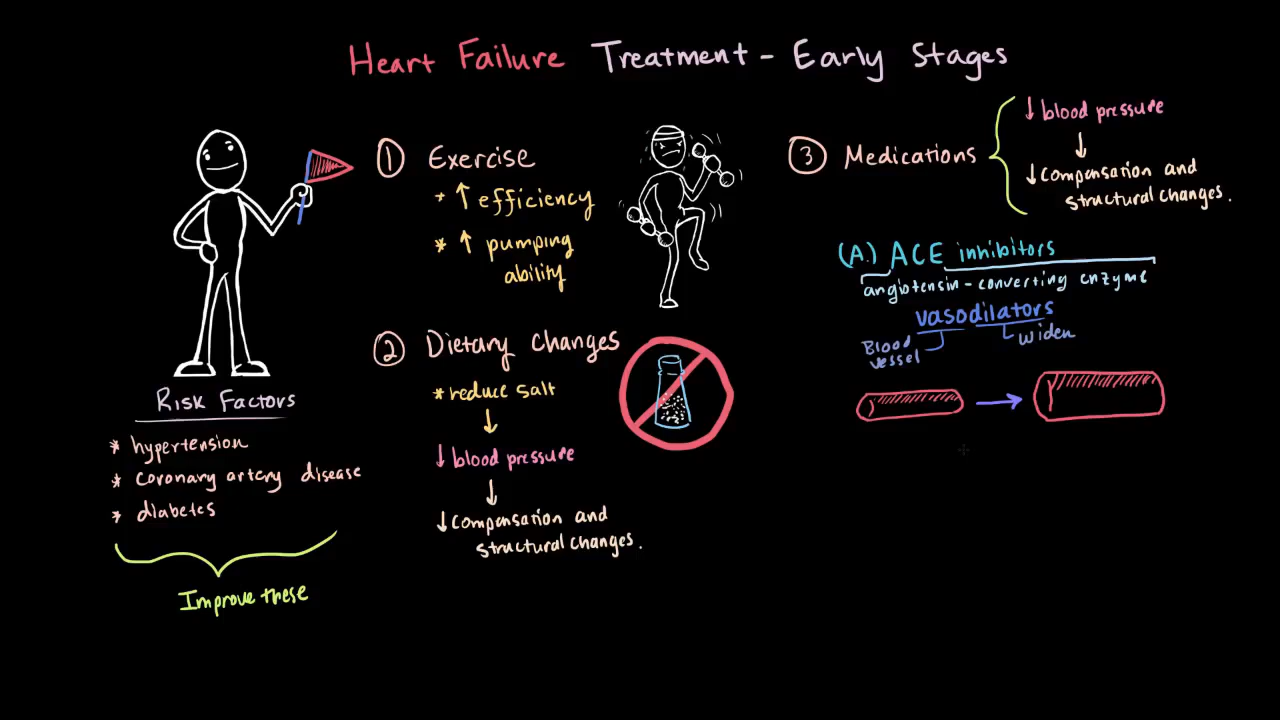 Heart Failure Treatment - Early Stages
Risk Factors
* hypertension
* coronary artery disease
* diabetes
Improve these
① Exercise
* ↑ efficiency
* ↑ pumping
ability
② Dietary Changes
* reduce salt
↓
↓ blood pressure
↓
↓ compensation and
structural changes.
③ Medications
↓ blood pressure
↓
↓ compensation and
structural changes.
(A.) ACE inhibitors
angiotensin - converting enzyme
vasodilators
Blood
vessel
widen